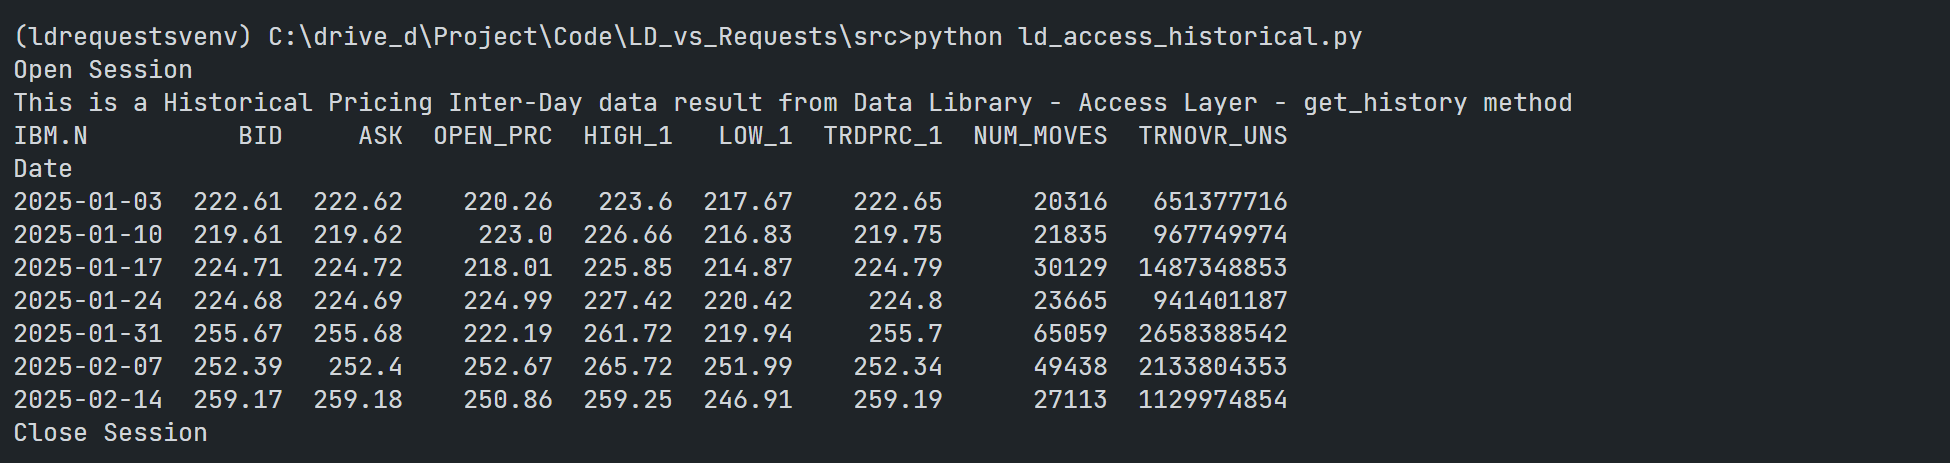 (ldrequestsvenv) C:\drive_d\Project\Code\LD_vs_Requests\src>python ld_access_historical.py
Open Session
This is a Historical Pricing Inter-Day data result from Data Library - Access Layer - get_history method
IBM.N          BID     ASK  OPEN_PRC  HIGH_1   LOW_1  TRDPRC_1  NUM_MOVES  TRNOVR_UNS
Date
2025-01-03  222.61  222.62    220.26   223.6  217.67    222.65      20316   651377716
2025-01-10  219.61  219.62     223.0  226.66  216.83    219.75      21835   967749974
2025-01-17  224.71  224.72    218.01  225.85  214.87    224.79      30129  1487348853
2025-01-24  224.68  224.69    224.99  227.42  220.42     224.8      23665   941401187
2025-01-31  255.67  255.68    222.19  261.72  219.94     255.7      65059  2658388542
2025-02-07  252.39   252.4    252.67  265.72  251.99    252.34      49438  2133804353
2025-02-14  259.17  259.18    250.86  259.25  246.91    259.19      27113  1129974854
Close Session